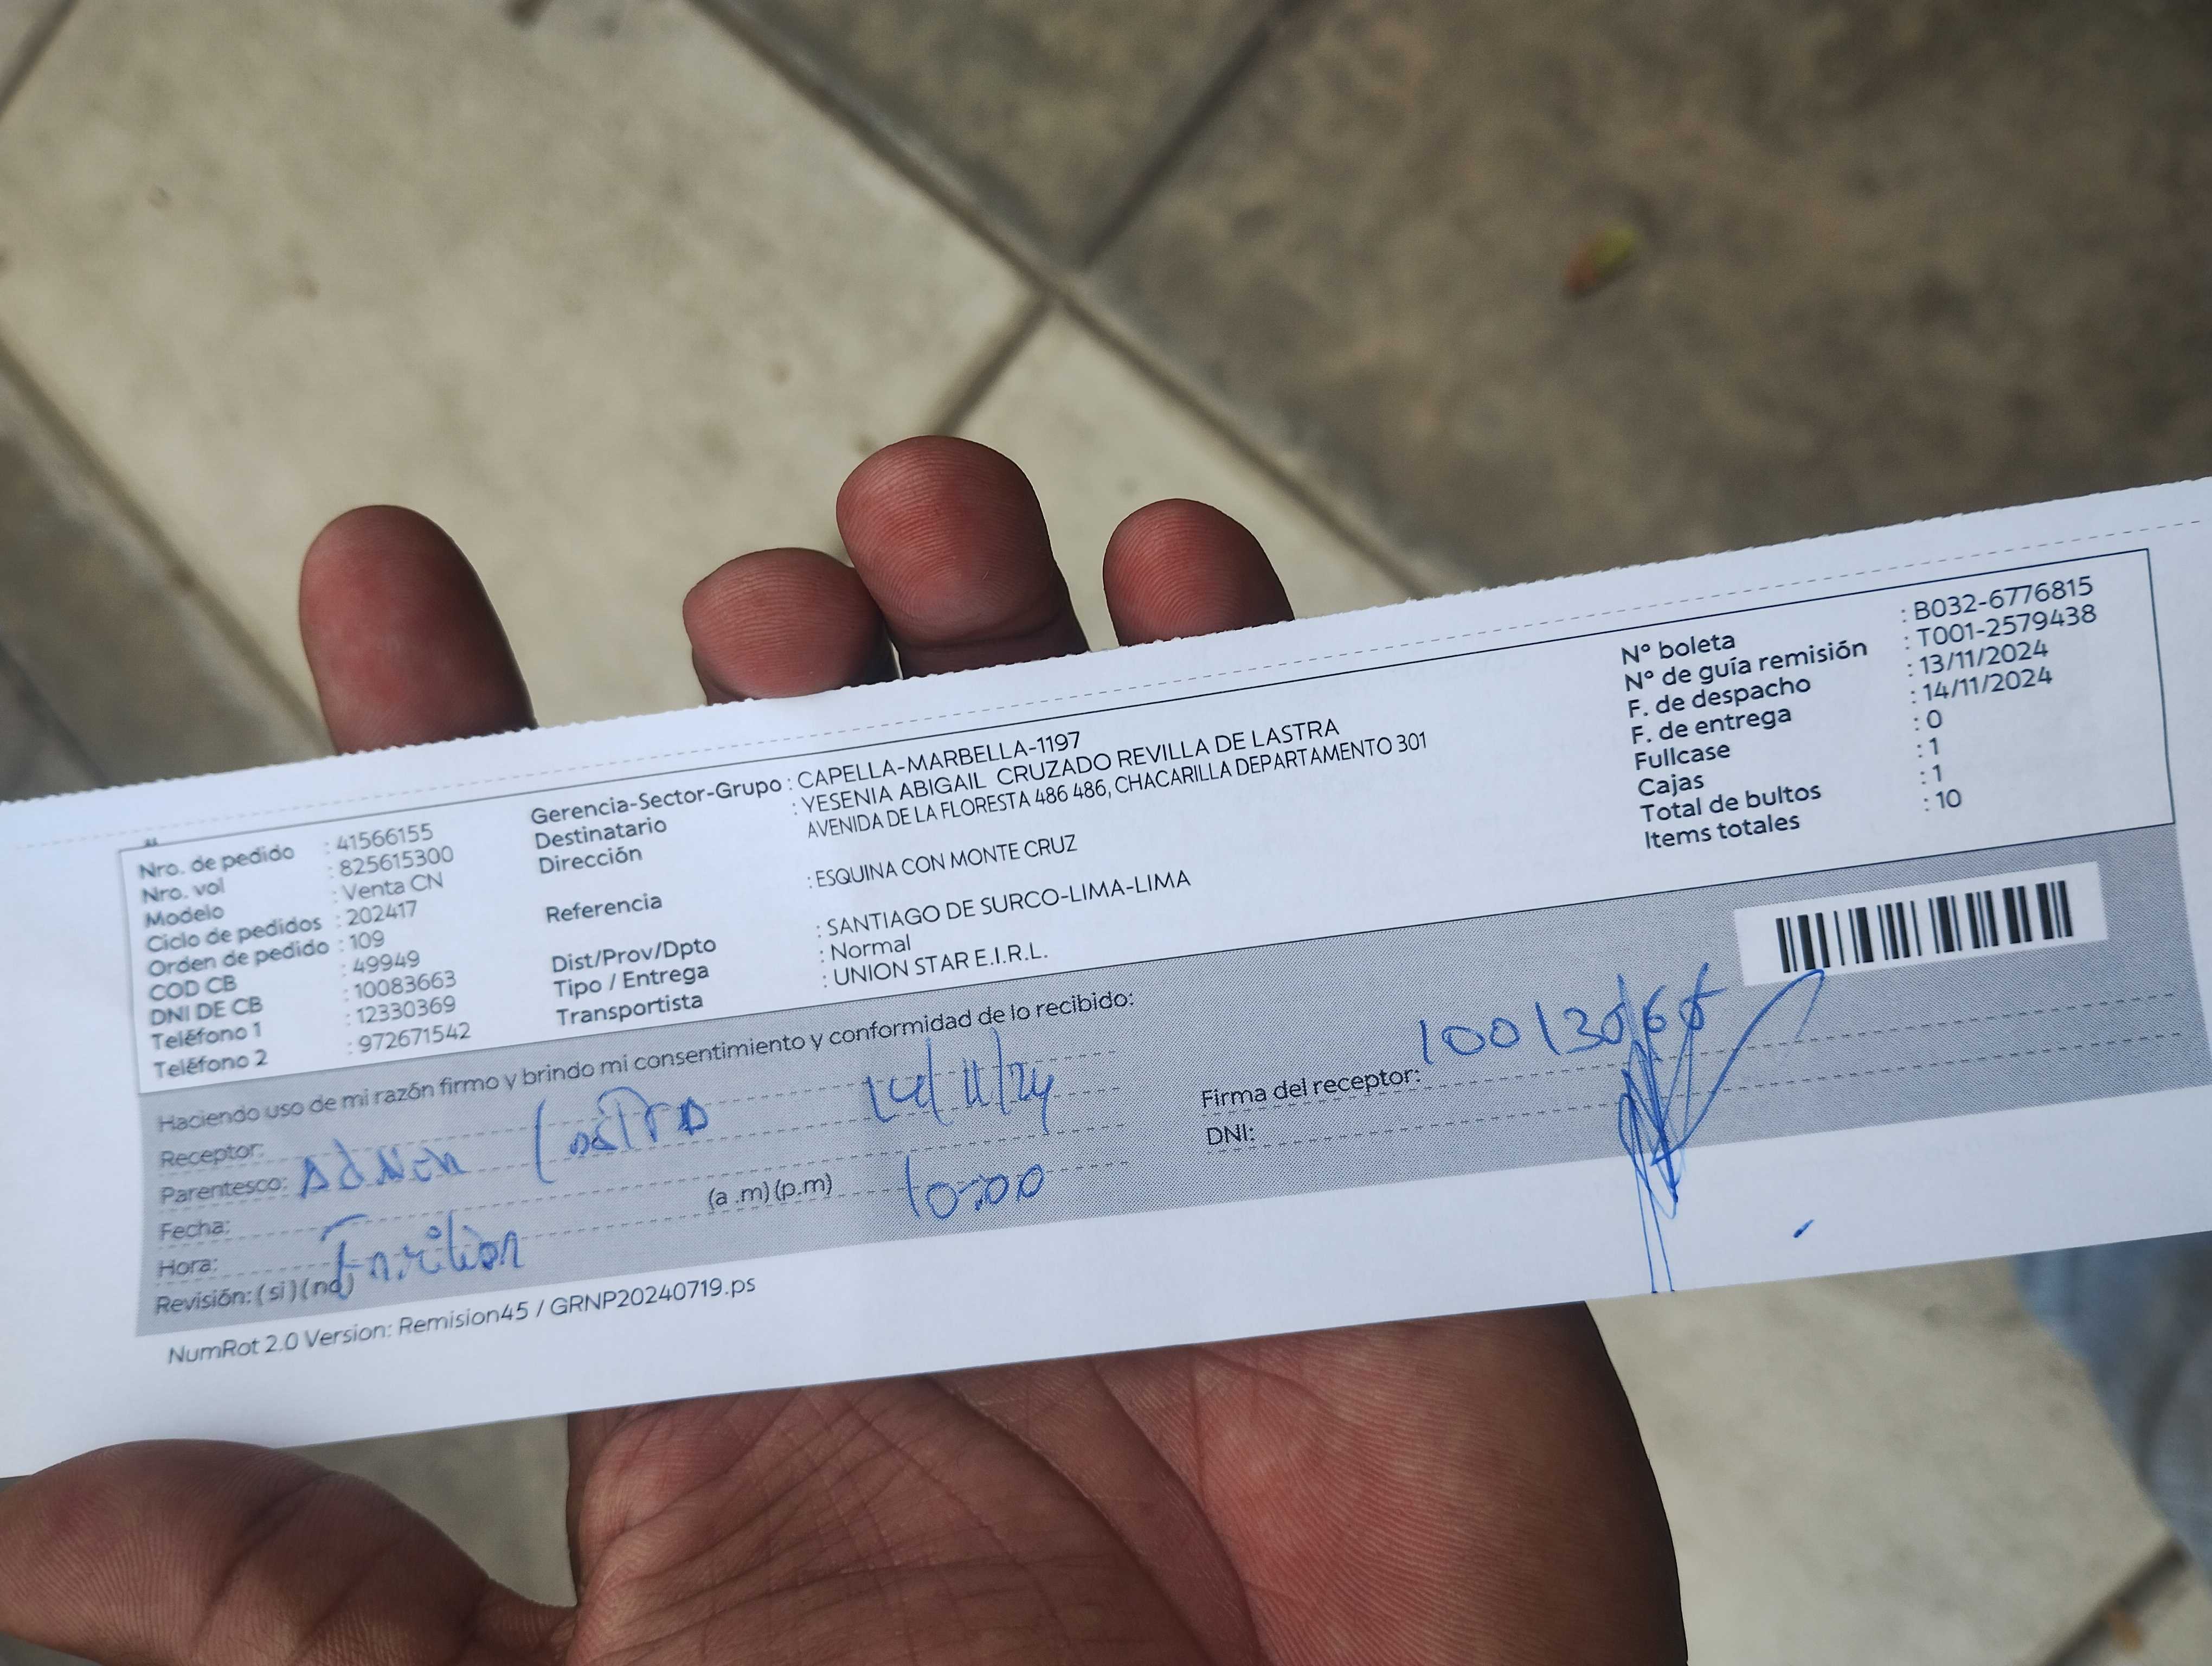 Nro. de pedido : 41566155
Nro. vol : 825615300
Modelo : Venta CN
Ciclo de pedidos : 202417
Orden de pedido : 109
COD CB : 49949
DNI DE CB : 10083663
Teléfono 1 : 12330369
Teléfono 2 : 972671542
Gerencia-Sector-Grupo : CAPELLA-MARBELLA-1197
Destinatario : YESENIA ABIGAIL CRUZADO REVILLA DE LASTRA
Dirección AVENIDA DE LA FLORESTA 486 486, CHACARILLA DEPARTAMENTO 301
Referencia : ESQUINA CON MONTE CRUZ
Dist/Prov/Dpto : SANTIAGO DE SURCO-LIMA-LIMA
Tipo / Entrega : Normal
Transportista : UNION STAR E.I.R.L.
Nº boleta : B032-6776815
Nº de guía remisión : T001-2579438
F. de despacho : 13/11/2024
F. de entrega : 14/11/2024
Fullcase : 0
Cajas : 1
Total de bultos : 1
Items totales : 10
Haciendo uso de mi razón firmo y brindo mi consentimiento y conformidad de lo recibido:
Receptor:
Parentesco: Castro 14/11/24
Fecha:
Hora: (a .m) (p.m) 10:00
Revisión: ( si ) ( no )
Firma del receptor:
DNI:
NumRot 2.0 Version: Remision45 / GRNP20240719.ps